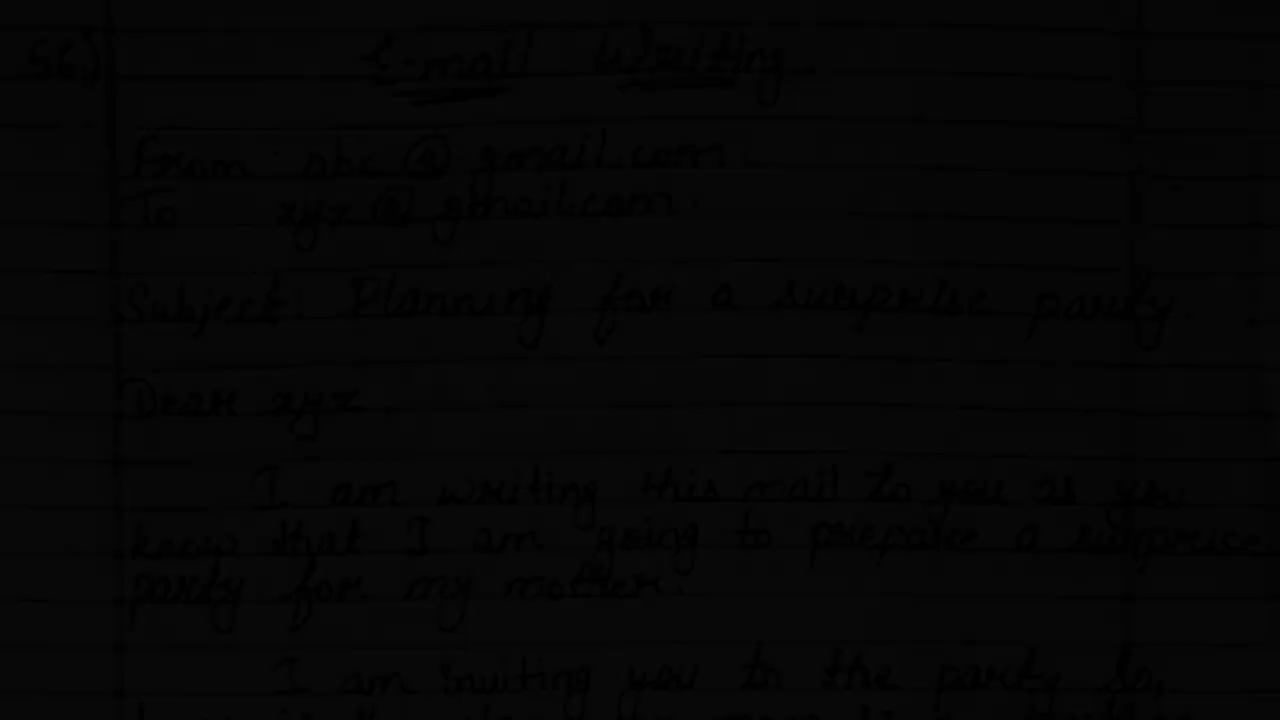 56.) E-mail Writing
From : abc @ gmail.com
To xyz @ gmail.com
Subject: Planning for a surprise party.
Dear xyz
I am writing this mail to you as you
know that I am going to prepare a surprise
party for my mother.
I am inviting you to the party So,